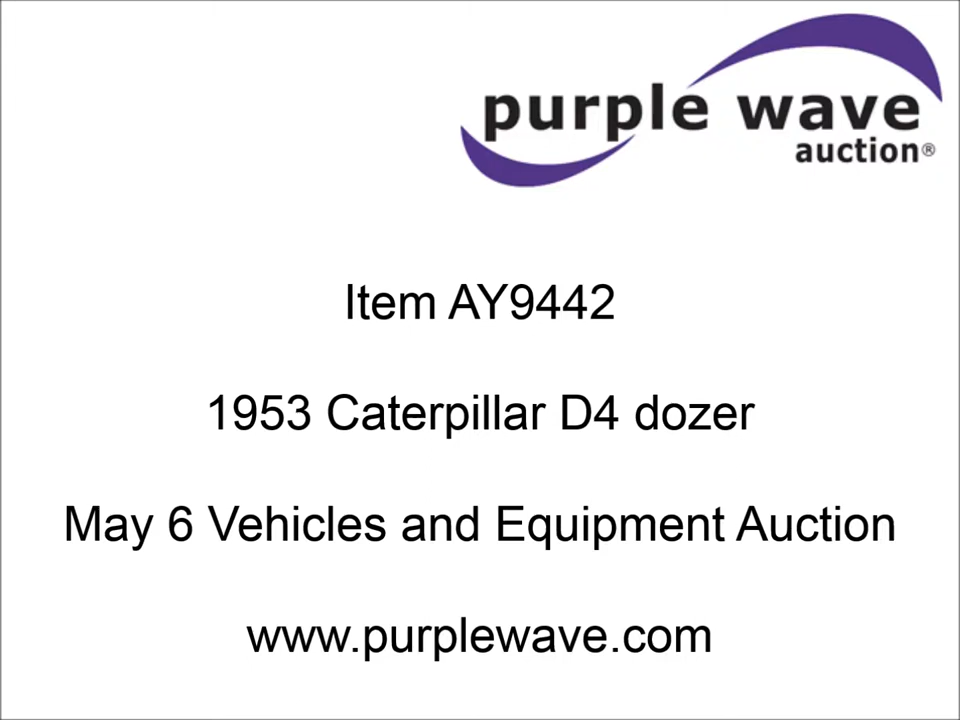 purple wave
auction®
Item AY9442
1953 Caterpillar D4 dozer
May 6 Vehicles and Equipment Auction
www.purplewave.com